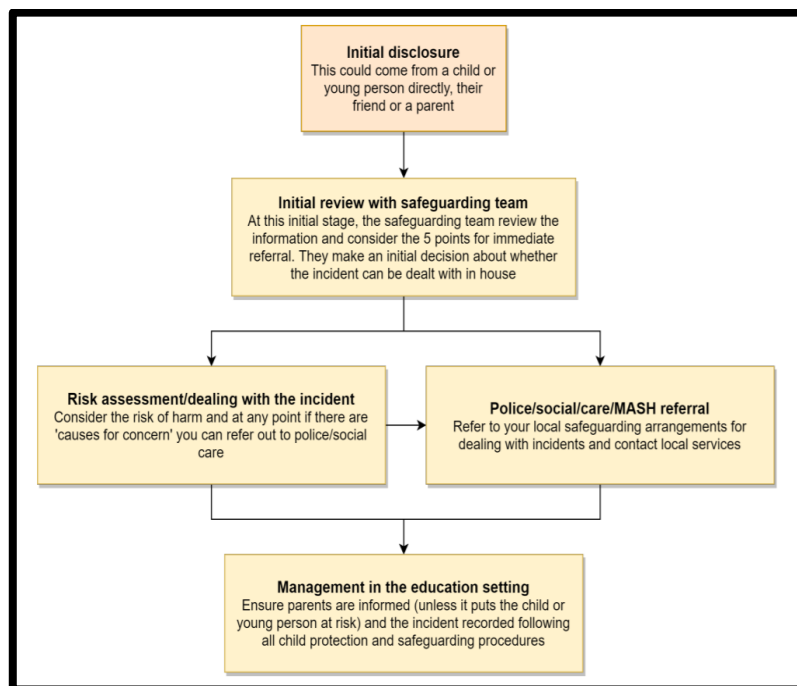 Initial disclosure
This could come from a child or
young person directly, their
friend or a parent
Initial review with safeguarding team
At this initial stage, the safeguarding team review the
information and consider the 5 points for immediate
referral. They make an initial decision about whether
the incident can be dealt with in house
Risk assessment/dealing with the incident
Consider the risk of harm and at any point if there are
'causes for concern' you can refer out to police/social
care
Police/social/care/MASH referral
Refer to your local safeguarding arrangements for
dealing with incidents and contact local services
Management in the education setting
Ensure parents are informed (unless it puts the child or
young person at risk) and the incident recorded following
all child protection and safeguarding procedures